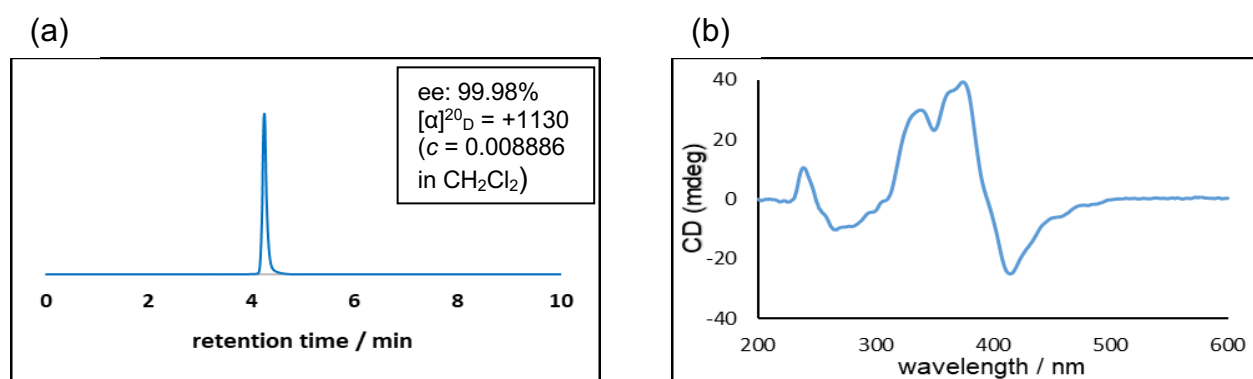 (a)
ee: 99.98%
[α]²⁰D = +1130
(c = 0.008886
in CH₂Cl₂)
0 2 4 6 8 10
retention time / min
(b)
CD (mdeg)
40
20
0
-20
-40
200 300 400 500 600
wavelength / nm